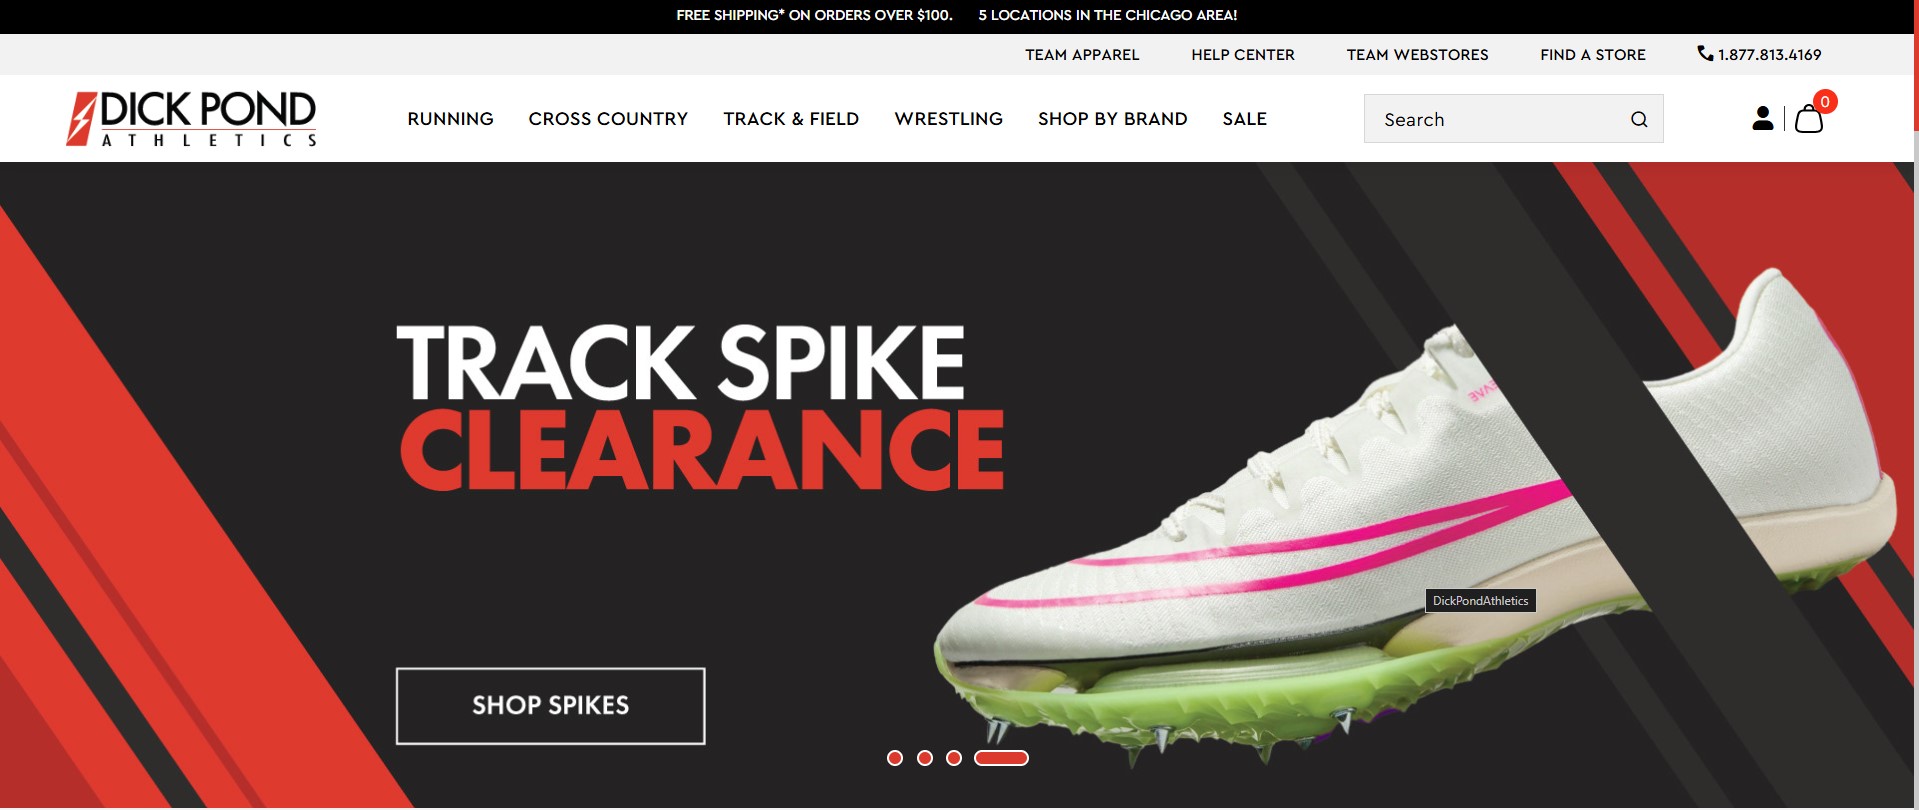 FREE SHIPPING* ON ORDERS OVER $100. 5 LOCATIONS IN THE CHICAGO AREA!
TEAM APPAREL HELP CENTER TEAM WEBSTORES FIND A STORE 1.877.813.4169
DICK POND
ATHLETICS
RUNNING CROSS COUNTRY TRACK & FIELD WRESTLING SHOP BY BRAND SALE Search 0
TRACK SPIKE
CLEARANCE
DickPondAthletics
SHOP SPIKES